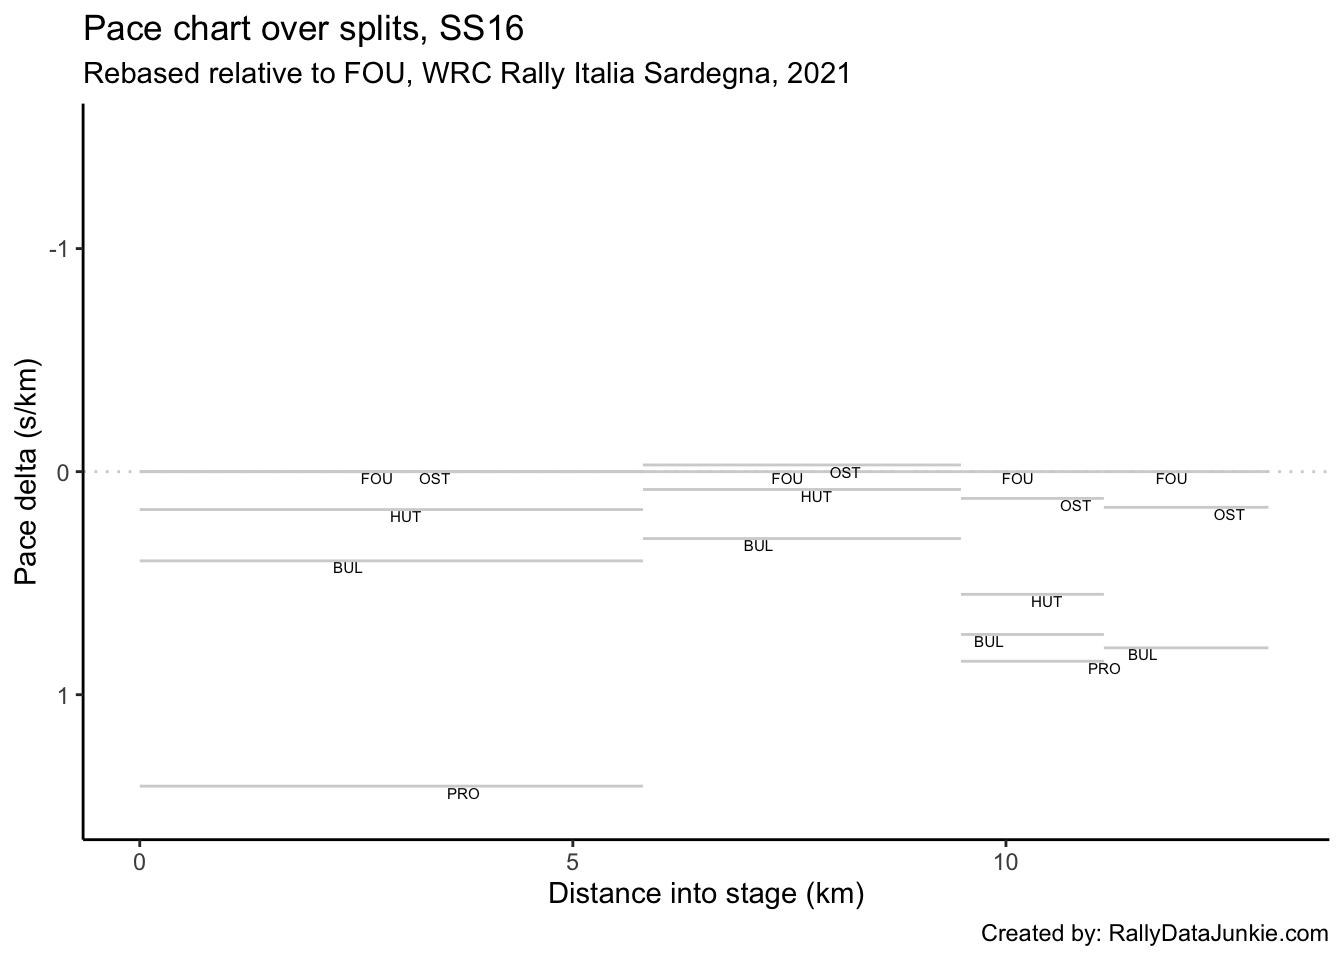 Pace chart over splits, SS16
Rebased relative to FOU, WRC Rally Italia Sardegna, 2021
Pace delta (s/km)
-1
0
1
FOU OST
HUT
BUL
PRO
OST
FOU
HUT
BUL
FOU
OST
HUT
BUL
PRO
FOU
OST
BUL
0 5 10
Distance into stage (km)
Created by: RallyDataJunkie.com